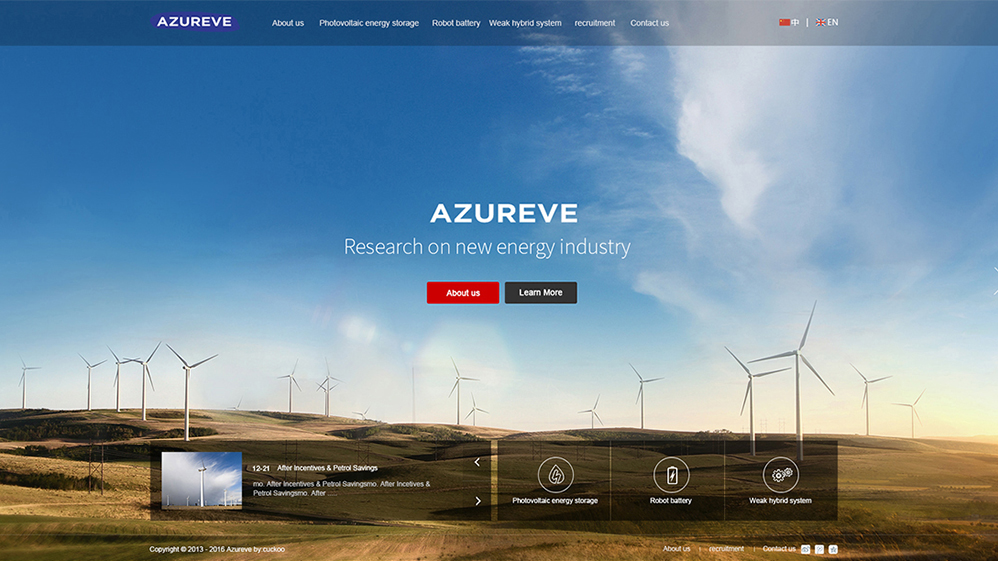 AZUREVE
About us Photovoltaic energy storage Robot battery Weak hybrid system recruitment Contact us 中 | EN
AZUREVE
Research on new energy industry
About us Learn More
12-21 After Incentives & Petrol Savings
mo. After Incentives & Petrol Savingsmo. After Incetives &
Petrol Savingsmo. After ...
Photovoltaic energy storage Robot battery Weak hybrid system
Copyright © 2013 - 2016 Azureve by:cuckoo
About us | recruitment | Contact us